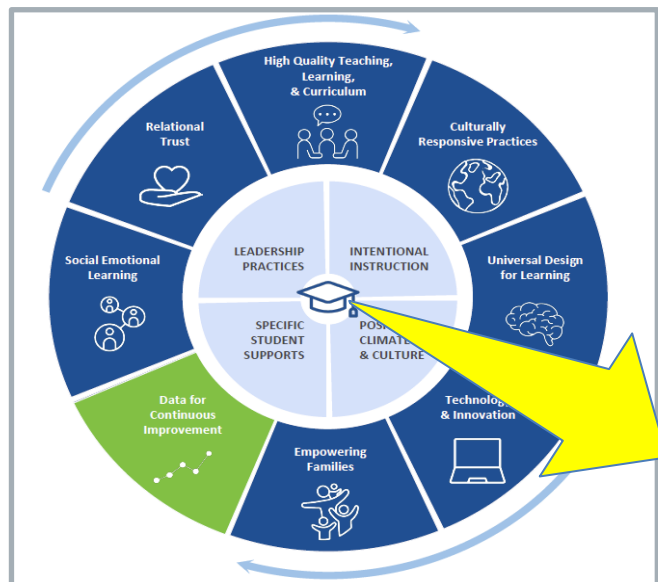 High Quality Teaching,
Learning,
& Curriculum
Culturally
Responsive Practices
Universal Design
for Learning
& Innovation
Empowering
Families
Data for
Continuous
Improvement
Social Emotional
Learning
Relational
Trust
LEADERSHIP
PRACTICES
INTENTIONAL
INSTRUCTION
SPECIFIC
STUDENT
SUPPORTS
& CULTURE